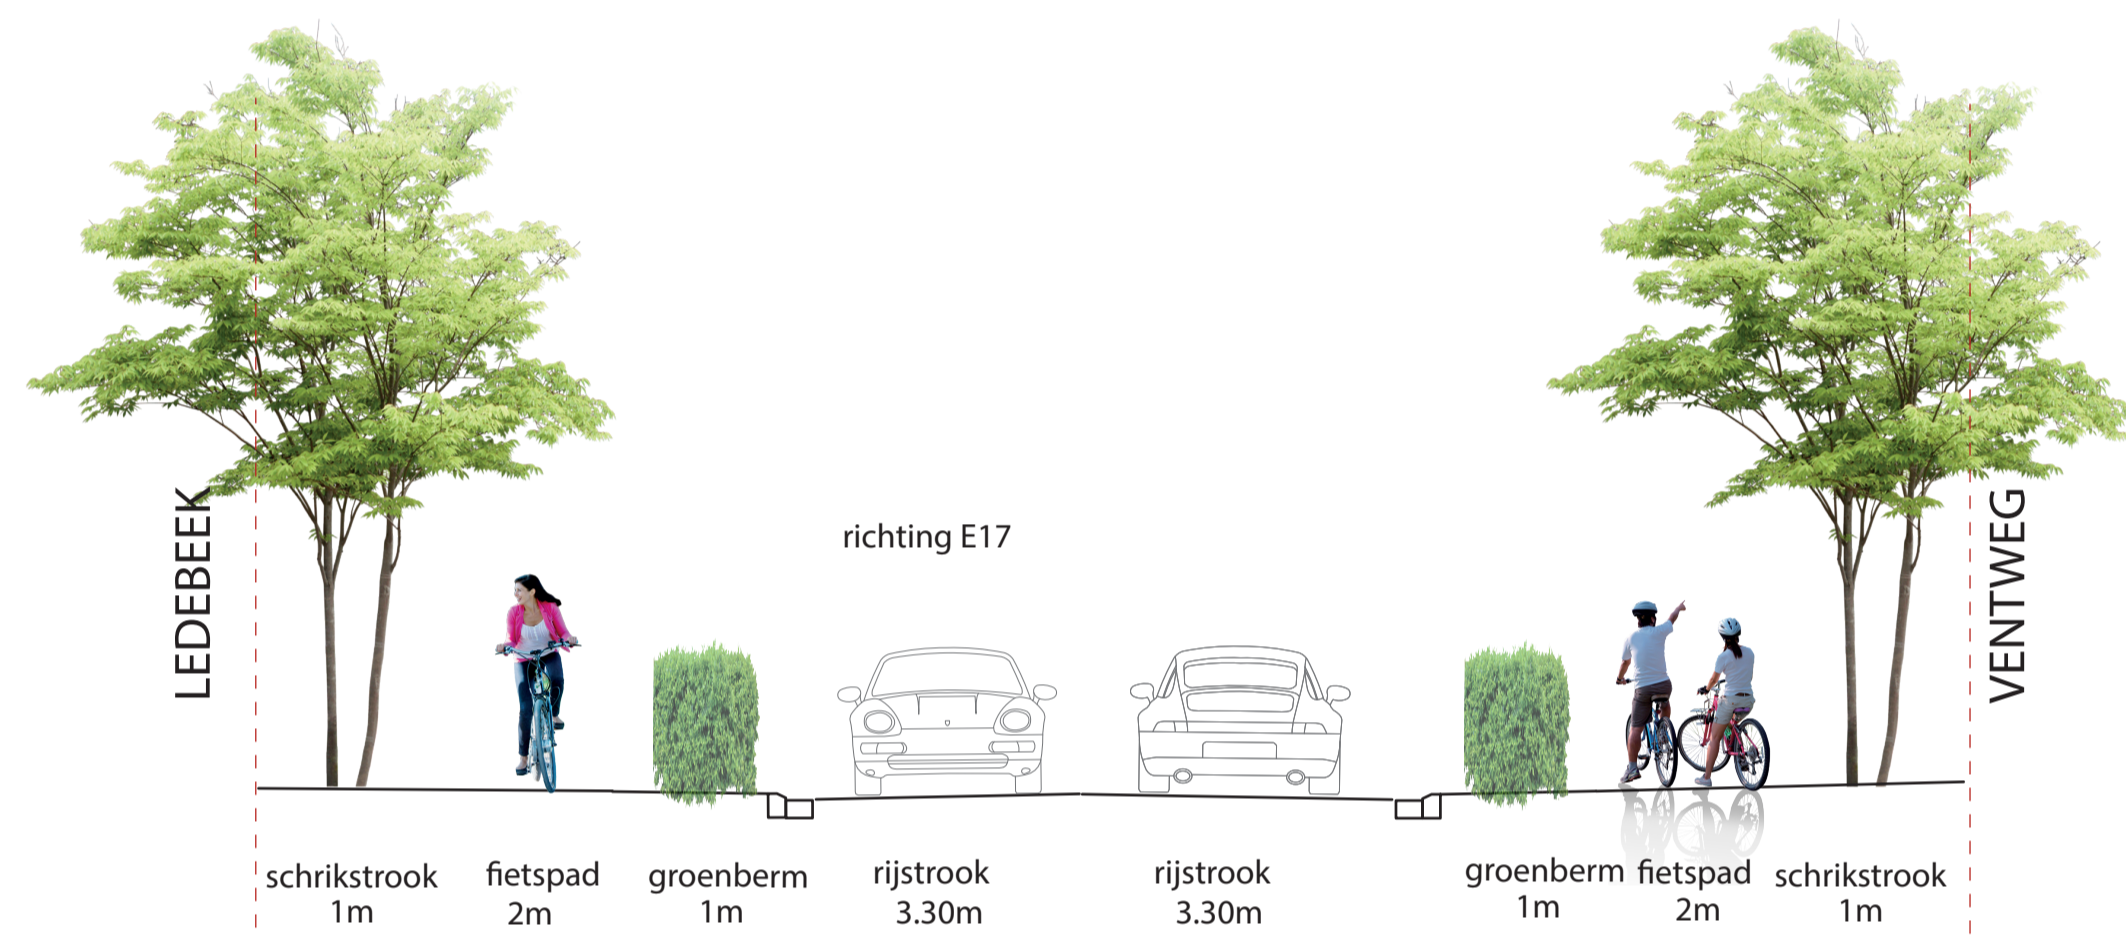 LEDEBEEK
richting E17
VENTWEG
schrikstrook
1m
fietspad
2m
groenberm
1m
rijstrook
3.30m
rijstrook
3.30m
groenberm
1m
fietspad
2m
schrikstrook
1m